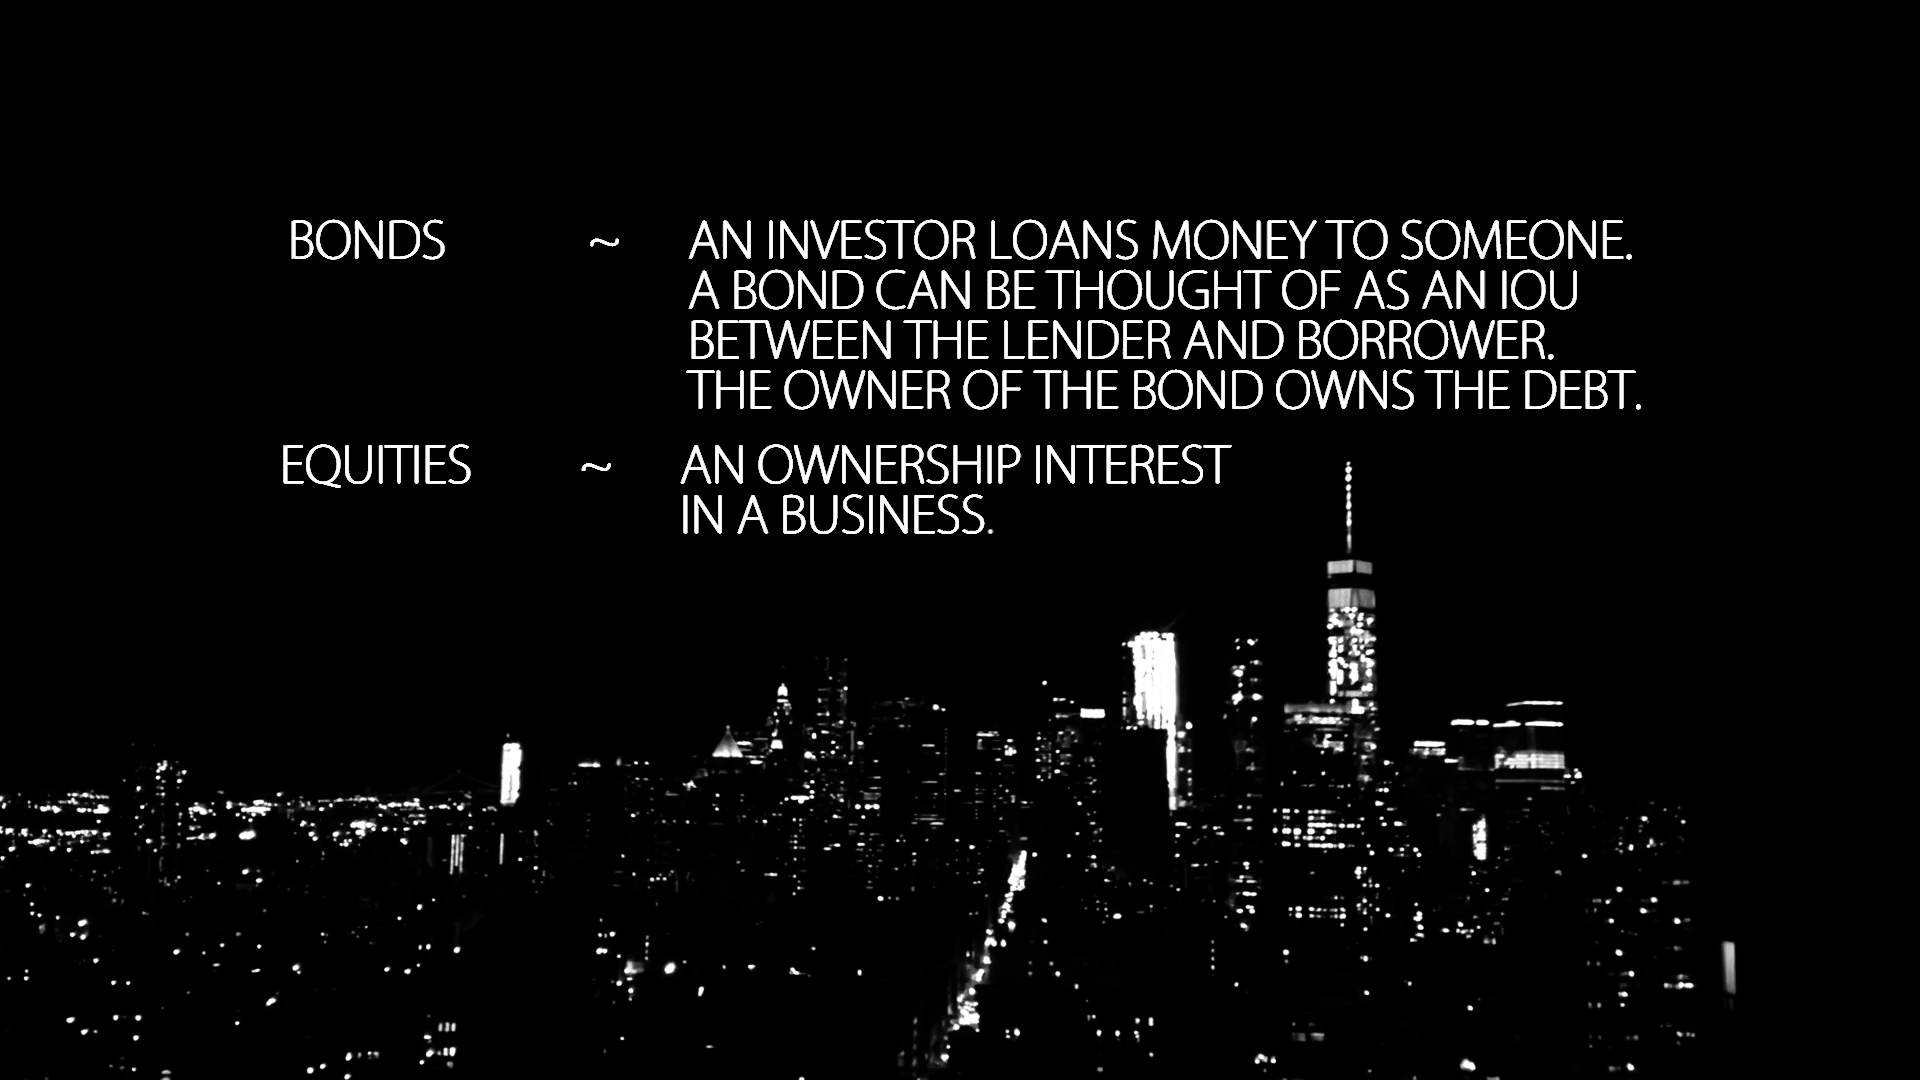 BONDS ~ AN INVESTOR LOANS MONEY TO SOMEONE.
A BOND CAN BE THOUGHT OF AS AN IOU
BETWEEN THE LENDER AND BORROWER.
THE OWNER OF THE BOND OWNS THE DEBT.
EQUITIES ~ AN OWNERSHIP INTEREST
IN A BUSINESS.